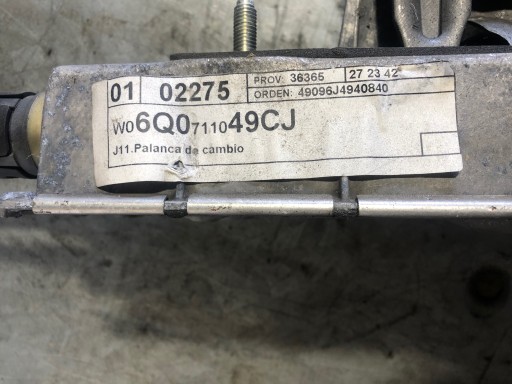 01 02275 PROV: 36365 27 23 42
ORDEN: 49096J4940840
W06Q0711049CJ
J11.Palanca de cambio